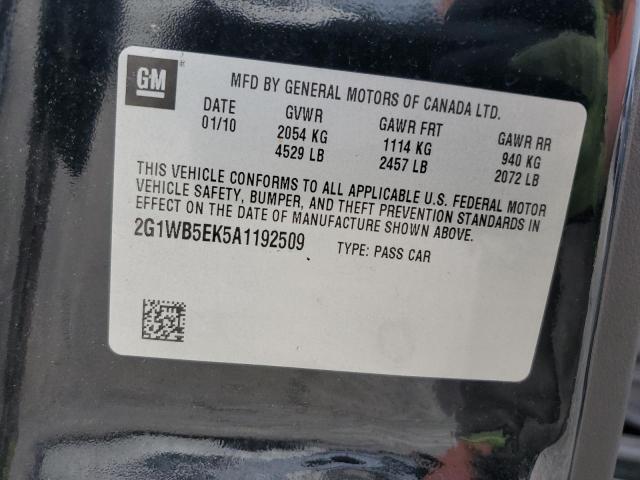 GM
MFD BY GENERAL MOTORS OF CANADA LTD.
DATE GVWR GAWR FRT GAWR RR
01/10 2054 KG 1114 KG 940 KG
4529 LB 2457 LB 2072 LB
THIS VEHICLE CONFORMS TO ALL APPLICABLE U.S. FEDERAL MOTOR
VEHICLE SAFETY, BUMPER, AND THEFT PREVENTION STANDARDS IN
EFFECT ON THE DATE OF MANUFACTURE SHOWN ABOVE.
2G1WB5EK5A1192509 TYPE: PASS CAR